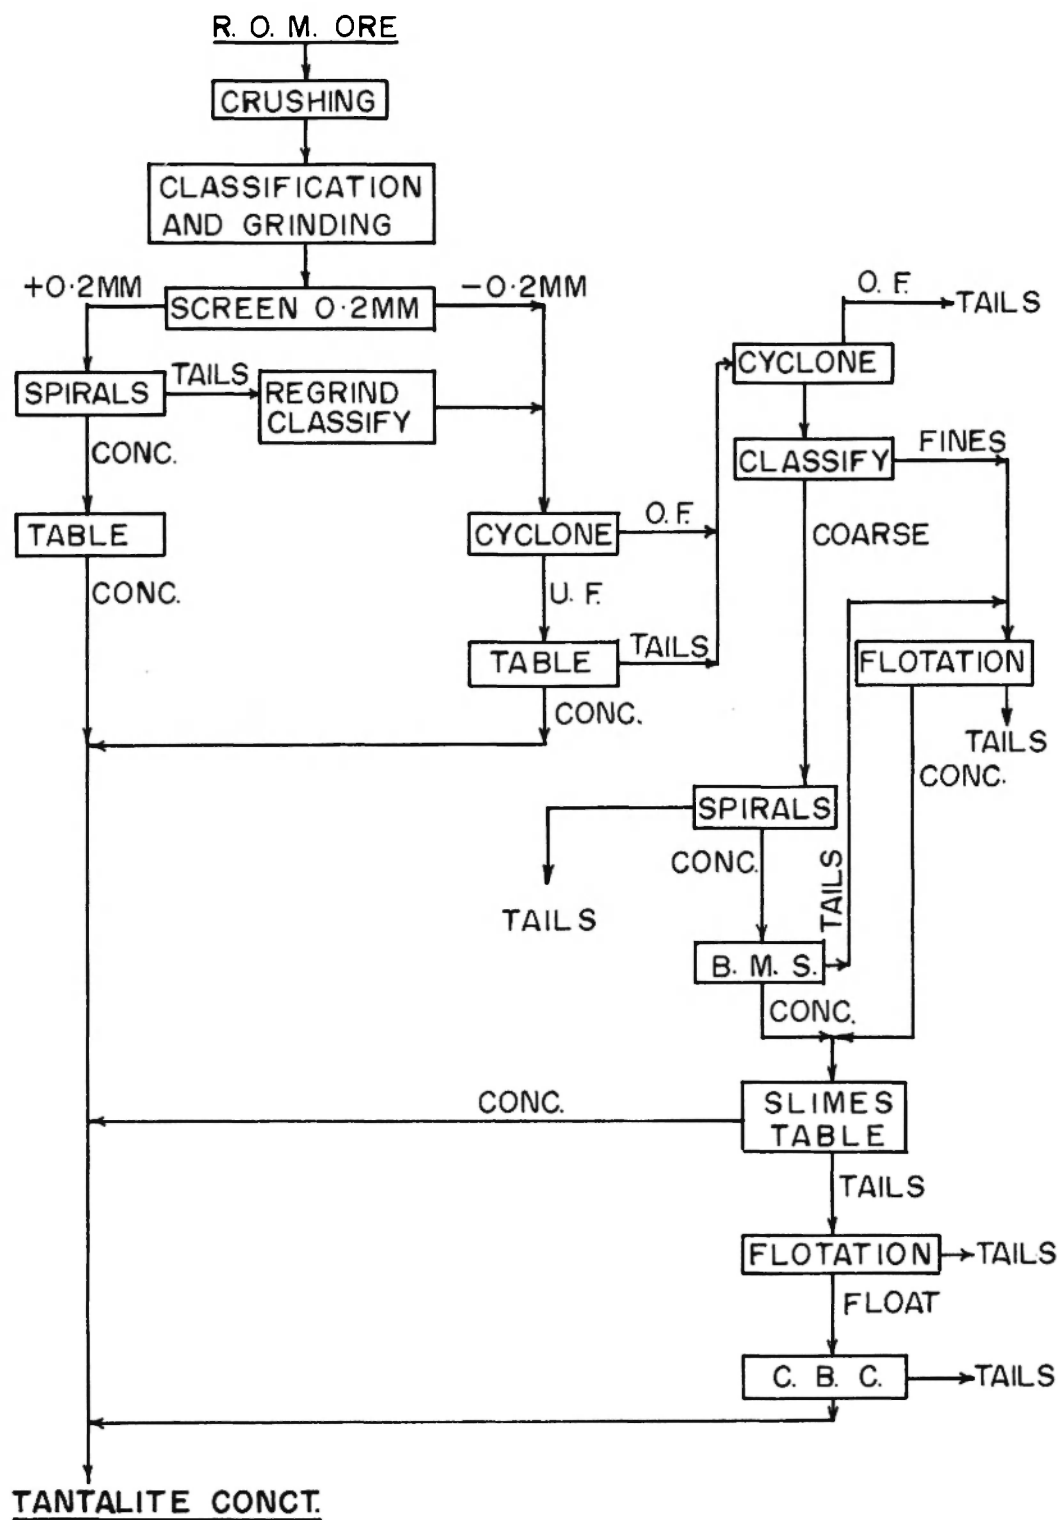 R. O. M. ORE
CRUSHING
CLASSIFICATION
AND GRINDING
+0·2MM
SCREEN 0·2MM
-0·2MM
O. F.
TAILS
CYCLONE
SPIRALS
TAILS
REGRIND
CLASSIFY
CONC.
CLASSIFY
FINES
TABLE
CYCLONE
O.F.
COARSE
CONC.
U. F.
TABLE
TAILS
FLOTATION
CONC.
TAILS
CONC.
SPIRALS
CONC.
TAILS
TAILS
B. M. S.
CONC.
CONC.
SLIMES
TABLE
TAILS
FLOTATION
TAILS
FLOAT
C. B. C.
TAILS
TANTALITE CONCT.